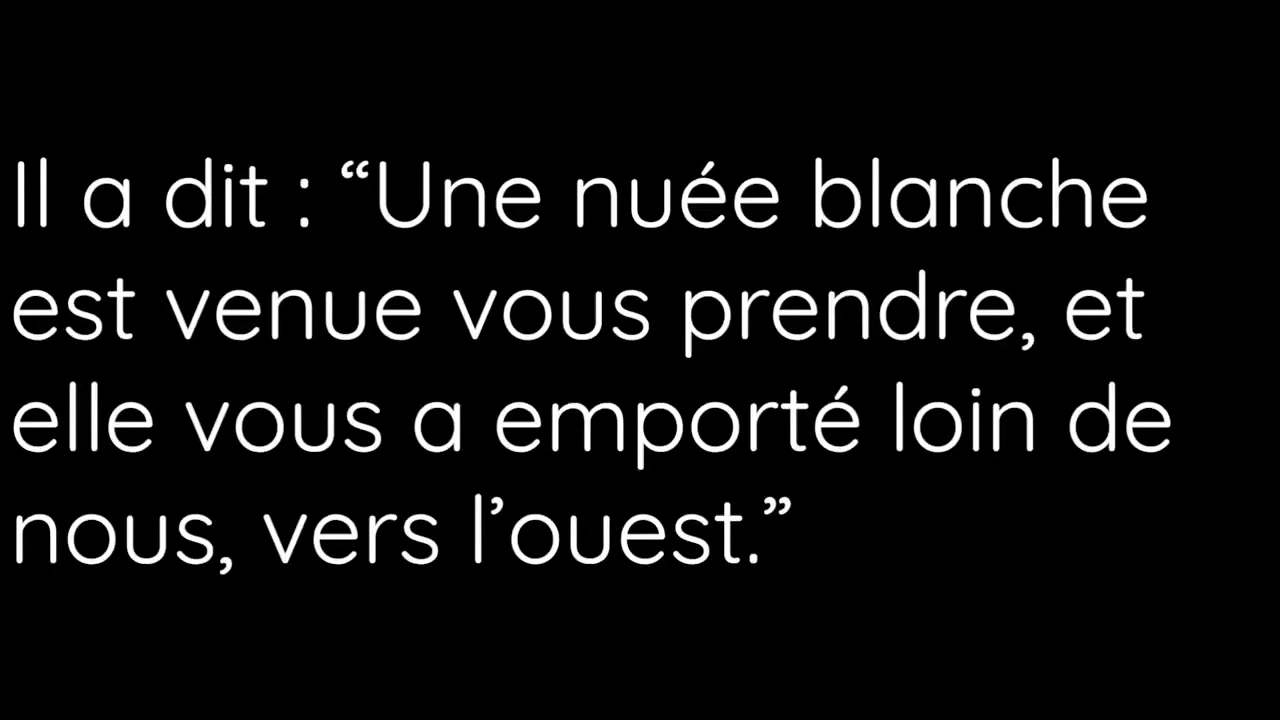 Il a dit : “Une nuée blanche
est venue vous prendre, et
elle vous a emporté loin de
nous, vers l’ouest.”